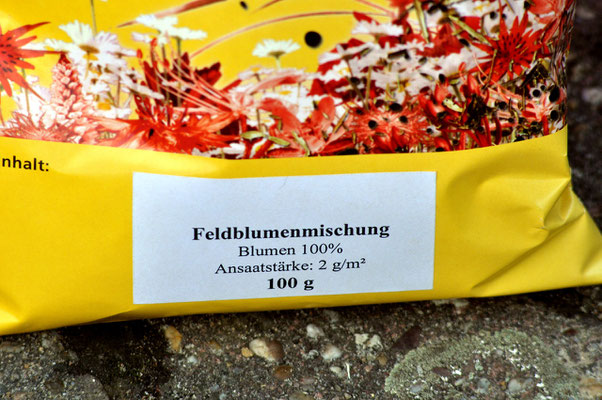 nhalt:
Feldblumenmischung
Blumen 100%
Ansaatstärke: 2 g/m²
100 g